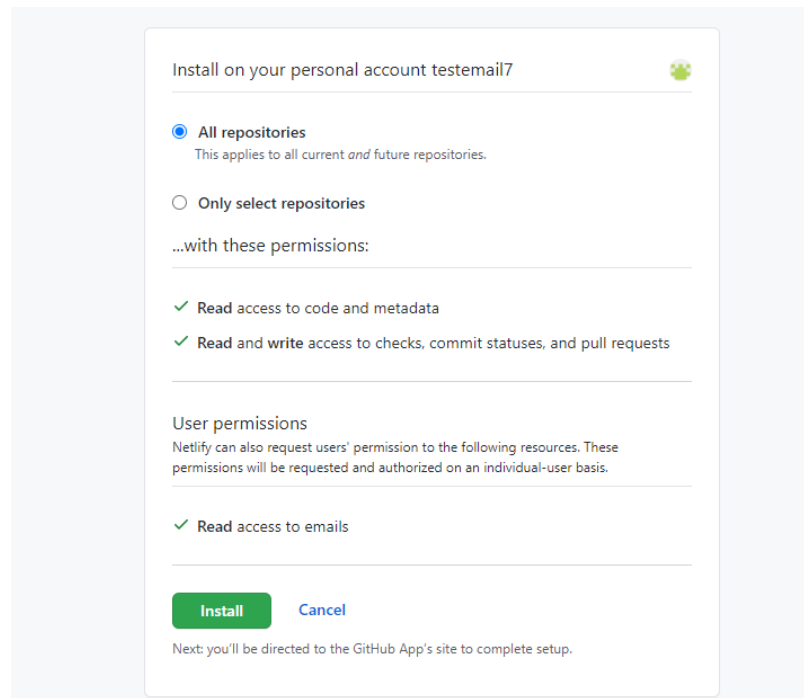 Install on your personal account testemail7
All repositories
This applies to all current and future repositories.
Only select repositories
...with these permissions:
Read access to code and metadata
Read and write access to checks, commit statuses, and pull requests
User permissions
Netlify can also request users' permission to the following resources. These
permissions will be requested and authorized on an individual-user basis.
Read access to emails
Install Cancel
Next: you'll be directed to the GitHub App's site to complete setup.